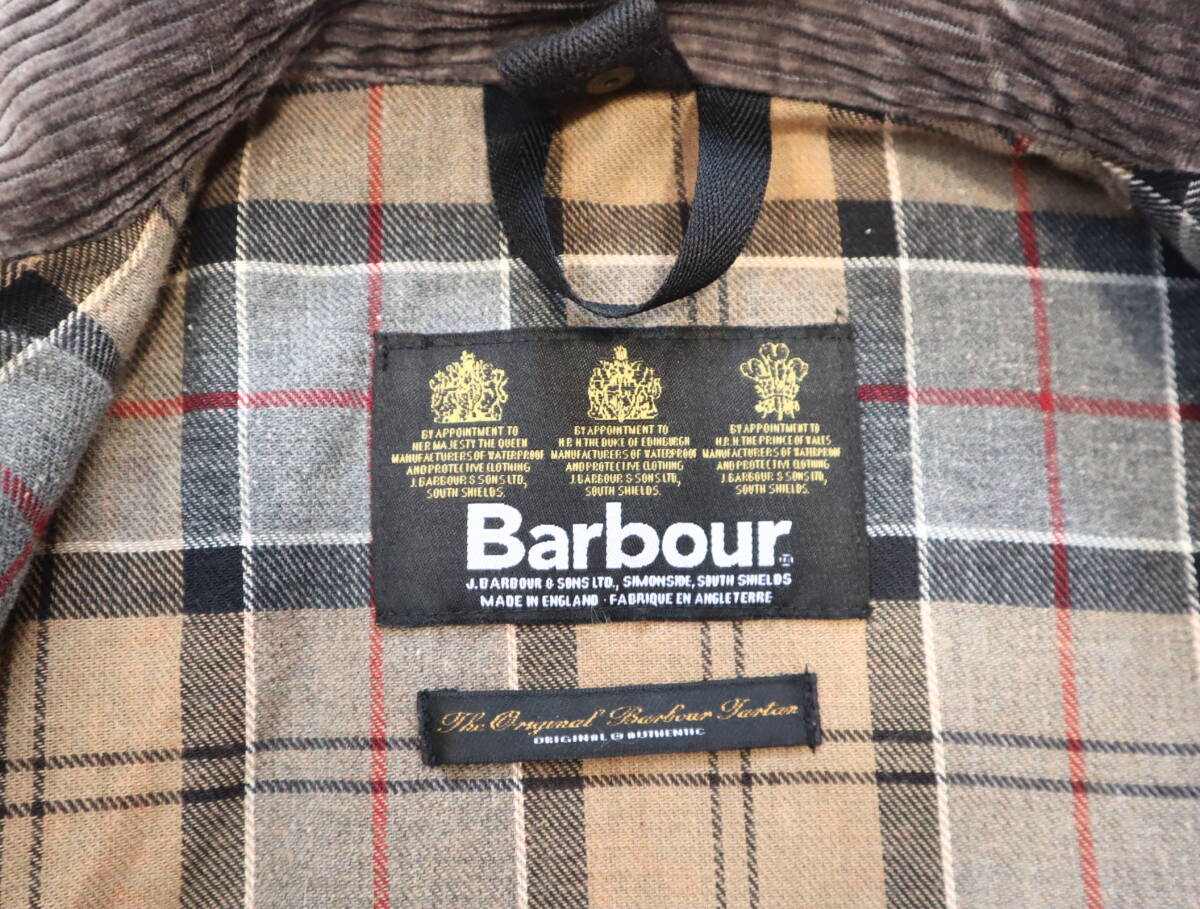 BY APPOINTMENT TO
HER MAJESTY THE QUEEN
MANUFACTURERS OF WATERPROOF
AND PROTECTIVE CLOTHING
J. BARBOUR & SONS LTD,
SOUTH SHIELDS.
BY APPOINTMENT TO
H.R.H. THE DUKE OF EDINBURGH
MANUFACTURERS OF WATERPROOF
AND PROTECTIVE CLOTHING
J. BARBOUR & SONS LTD,
SOUTH SHIELDS.
BY APPOINTMENT TO
H.R.H. THE PRINCE OF WALES
MANUFACTURERS OF WATERPROOF
AND PROTECTIVE CLOTHING
J. BARBOUR & SONS LTD,
SOUTH SHIELDS.
Barbour
J. BARBOUR & SONS LTD., SIMONSIDE, SOUTH SHIELDS
MADE IN ENGLAND · FABRIQUE EN ANGLETERRE
The Original Barbour Tartan
ORIGINAL & AUTHENTIC